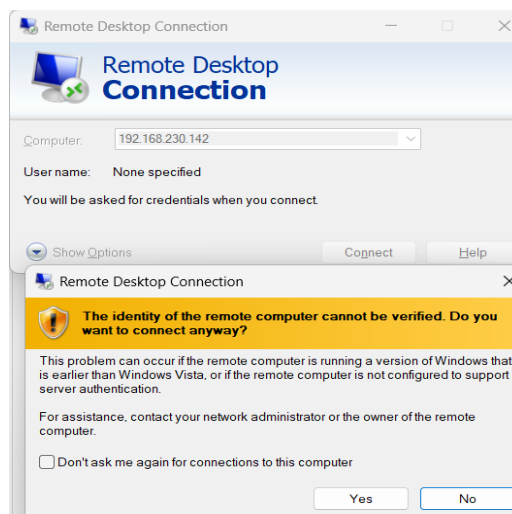 Remote Desktop Connection
Remote Desktop
Connection
Computer:
192.168.230.142
User name:
None specified
You will be asked for credentials when you connect.
Show Options
Connect
Help
Remote Desktop Connection
The identity of the remote computer cannot be verified. Do you
want to connect anyway?
This problem can occur if the remote computer is running a version of Windows that
is earlier than Windows Vista, or if the remote computer is not configured to support
server authentication.
For assistance, contact your network administrator or the owner of the remote
computer.
Don't ask me again for connections to this computer
Yes
No